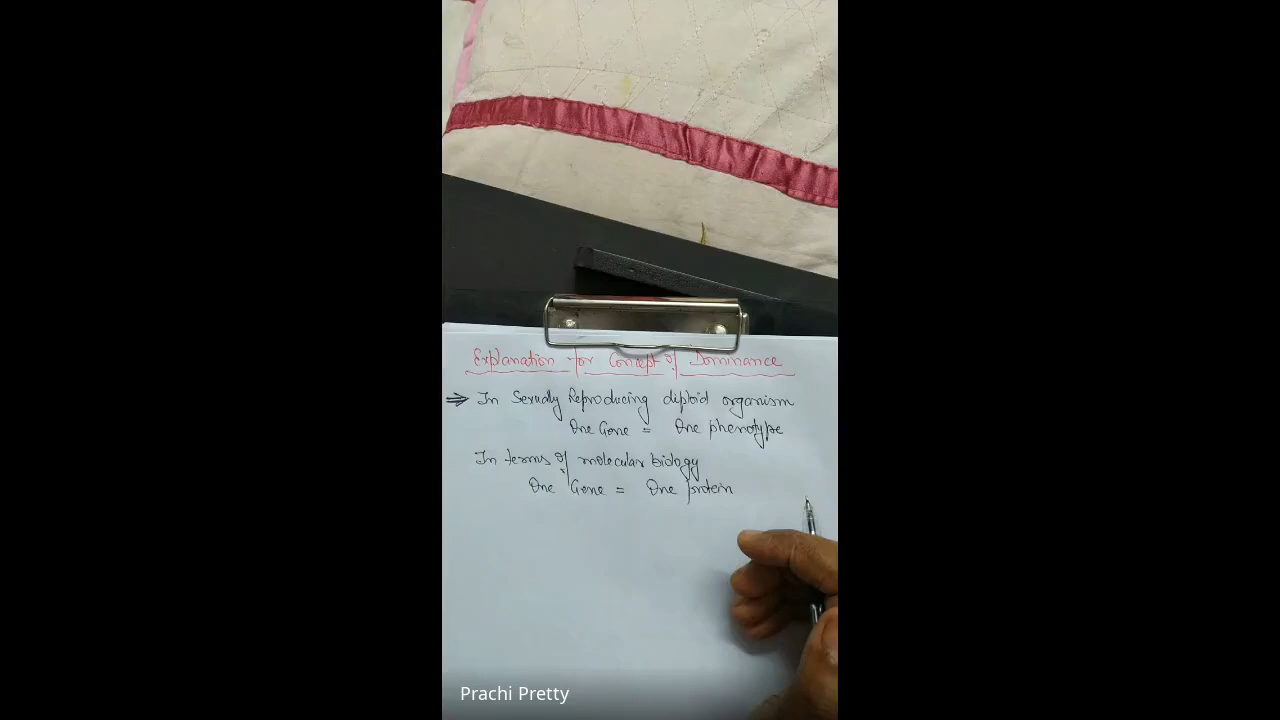 Explanation for Concept of Dominance
⇒ In Sexually Reproducing diploid organism
One Gene = One phenotype
In terms of molecular biology
One Gene = One protein
Prachi Pretty